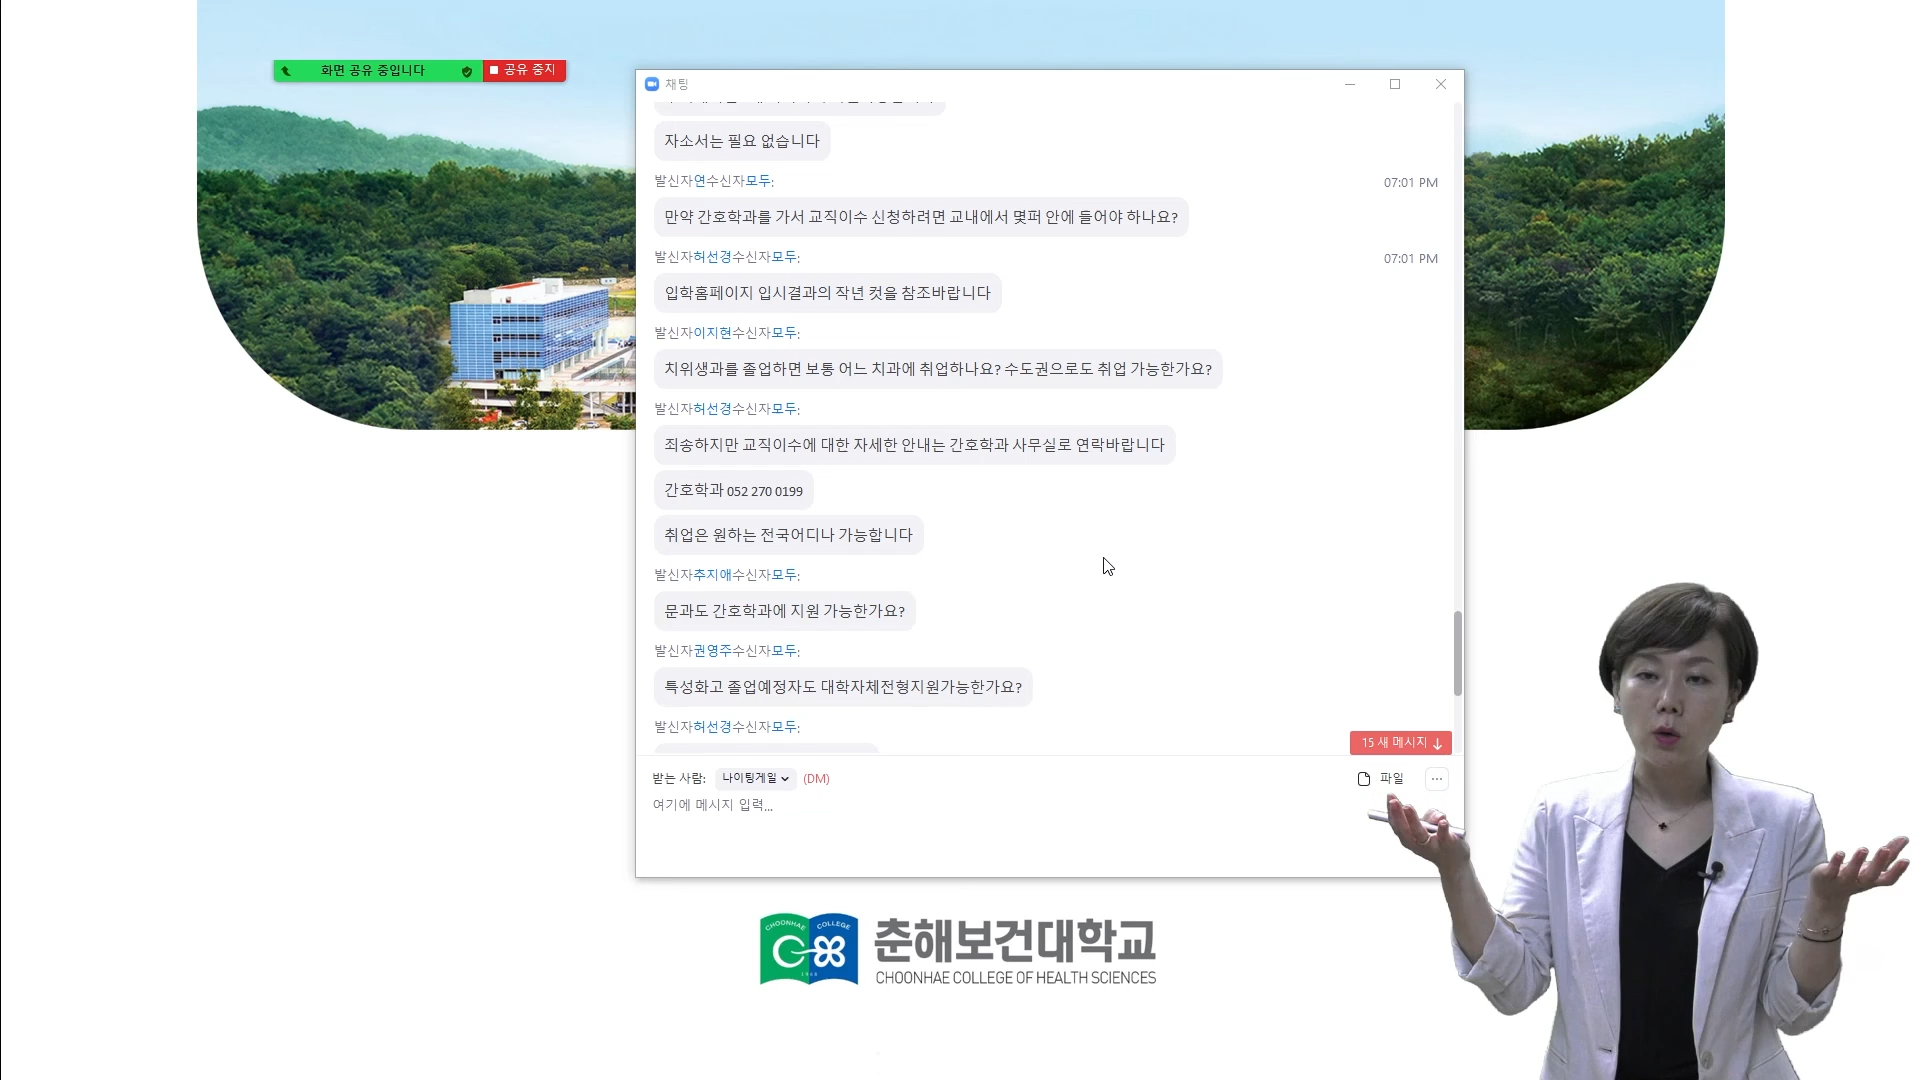 화면 공유 중입니다
공유 중지
채팅
자소서는 필요 없습니다
발신자연수신자모두:
07:01 PM
만약 간호학과를 가서 교직이수 신청하려면 교내에서 몇퍼 안에 들어야 하나요?
발신자허선경수신자모두:
07:01 PM
입학홈페이지 입시결과의 작년 컷을 참조바랍니다
발신자이지현수신자모두:
치위생과를 졸업하면 보통 어느 치과에 취업하나요? 수도권으로도 취업 가능한가요?
발신자허선경수신자모두:
죄송하지만 교직이수에 대한 자세한 안내는 간호학과 사무실로 연락바랍니다
간호학과 052 270 0199
취업은 원하는 전국어디나 가능합니다
발신자추지애수신자모두:
문과도 간호학과에 지원 가능한가요?
발신자권영주수신자모두:
특성화고 졸업예정자도 대학자체전형지원가능한가요?
발신자허선경수신자모두:
15 새 메시지 ↓
받는 사람: 나이팅게일 (DM)
파일
여기에 메시지 입력...
CHOONHAE COLLEGE
1968
춘해보건대학교
CHOONHAE COLLEGE OF HEALTH SCIENCES